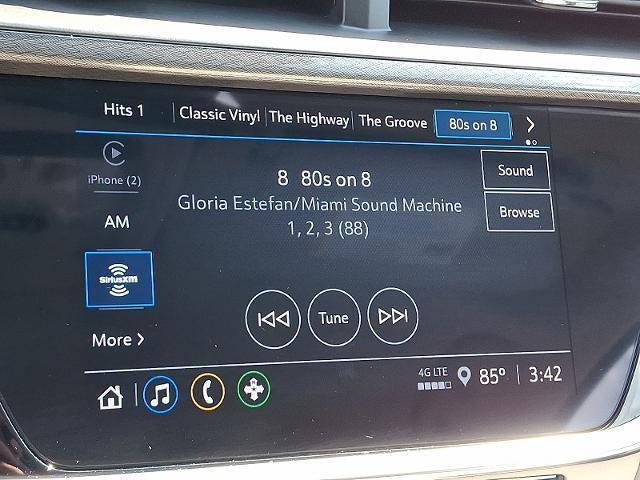 Hits 1 Classic Vinyl The Highway The Groove 80s on 8
iPhone (2)
8 80s on 8
Sound
Gloria Estefan/Miami Sound Machine
Browse
AM
1, 2, 3 (88)
SiriusXM
Tune
More
4G LTE
85° 3:42